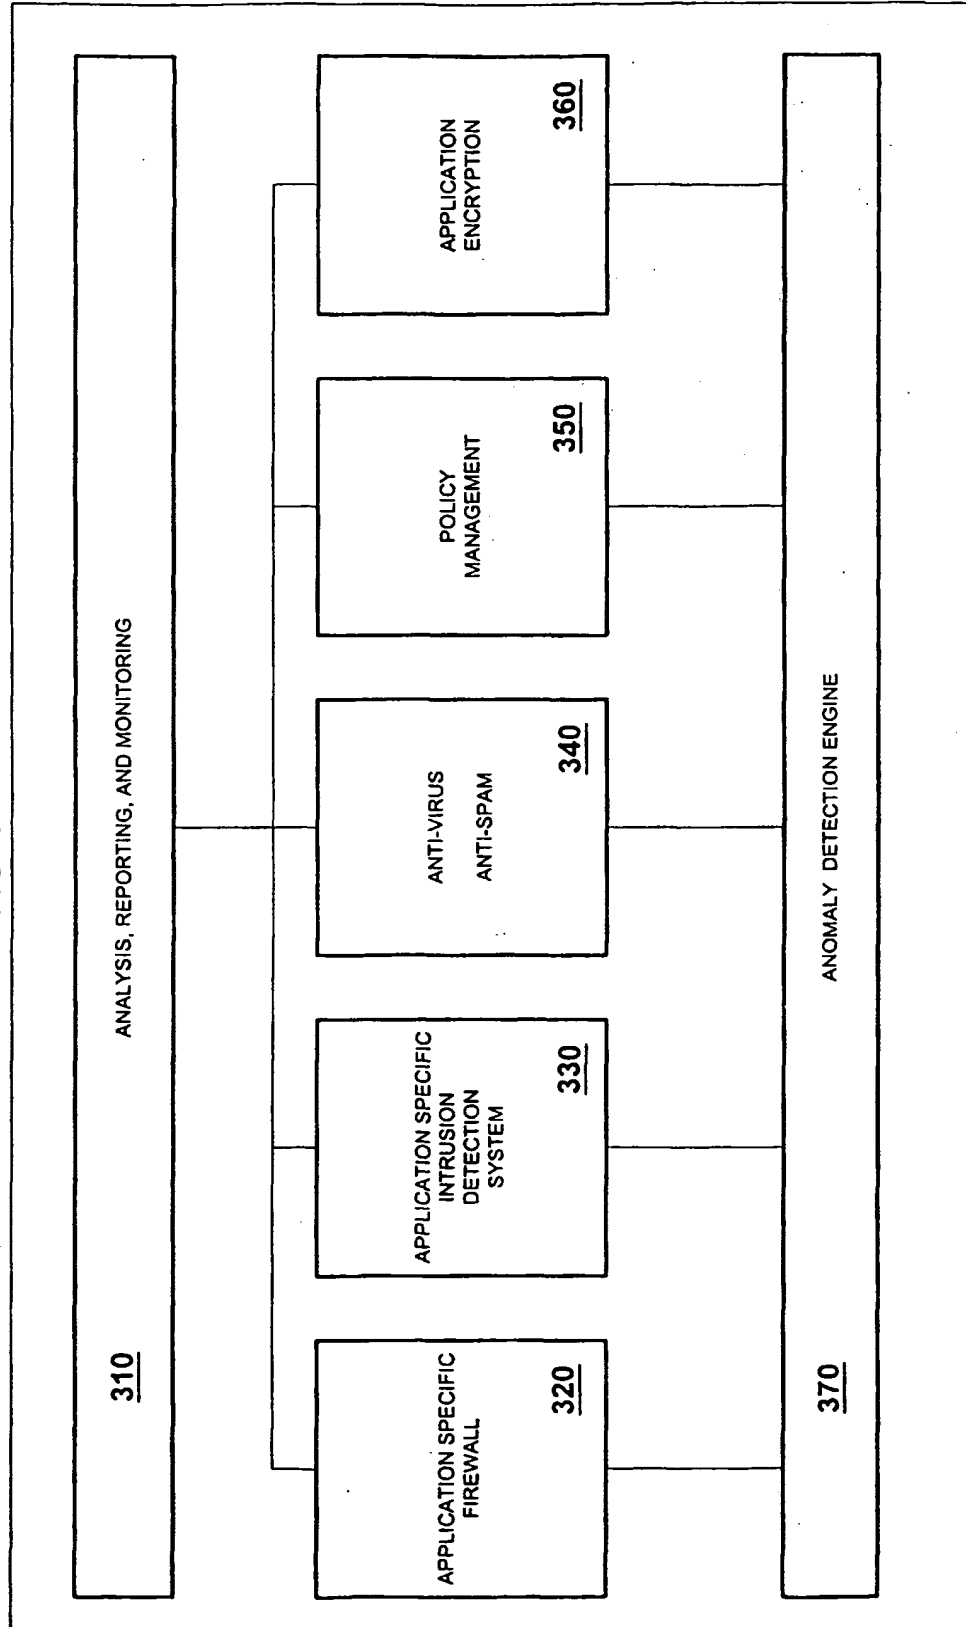 ANALYSIS, REPORTING, AND MONITORING
310
APPLICATION SPECIFIC
FIREWALL
320
APPLICATION SPECIFIC
INTRUSION
DETECTION
SYSTEM
330
ANTI-VIRUS
ANTI-SPAM
340
POLICY
MANAGEMENT
350
APPLICATION
ENCRYPTION
360
ANOMALY DETECTION ENGINE
370